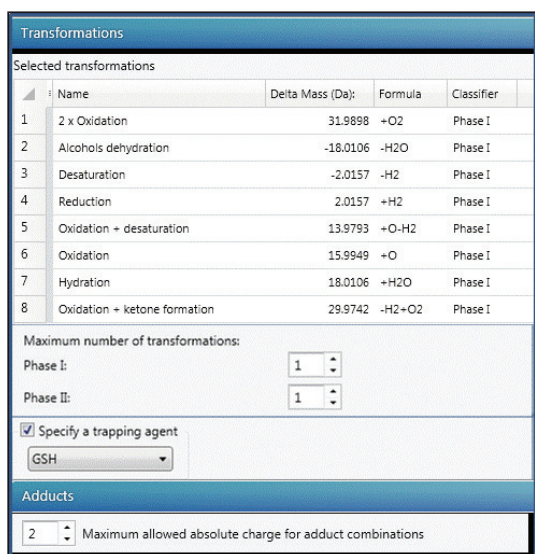 Transformations
Selected transformations
Name Delta Mass (Da): Formula Classifier
1 2 x Oxidation 31.9898 +O2 Phase I
2 Alcohols dehydration -18.0106 -H2O Phase I
3 Desaturation -2.0157 -H2 Phase I
4 Reduction 2.0157 +H2 Phase I
5 Oxidation + desaturation 13.9793 +O-H2 Phase I
6 Oxidation 15.9949 +O Phase I
7 Hydration 18.0106 +H2O Phase I
8 Oxidation + ketone formation 29.9742 -H2+O2 Phase I
Maximum number of transformations:
Phase I: 1
Phase II: 1
Specify a trapping agent
GSH
Adducts
2 Maximum allowed absolute charge for adduct combinations